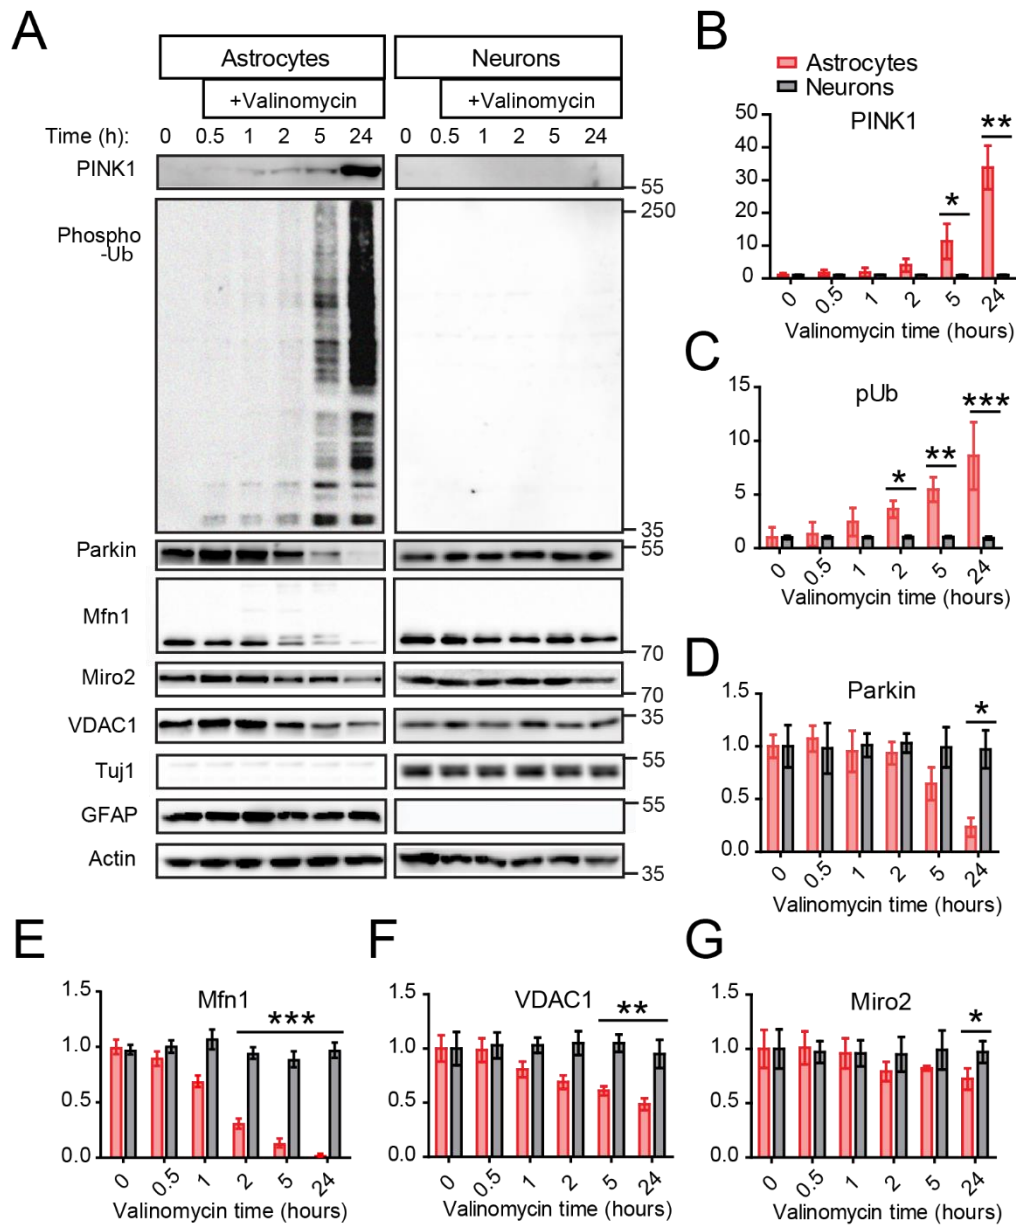 A
Astrocytes
Neurons
+Valinomycin
+Valinomycin
Time (h): 0 0.5 1 2 5 24 0 0.5 1 2 5 24
PINK1
55
250
Phospho
-Ub
35
Parkin
55
Mfn1
70
Miro2
70
VDAC1
35
Tuj1
55
GFAP
55
Actin
35
B
Astrocytes
Neurons
PINK1
50
40
30
20
10
0
*
**
0 0.5 1 2 5 24
Valinomycin time (hours)
C
pUb
15
10
5
0
*
**
***
0 0.5 1 2 5 24
Valinomycin time (hours)
D
Parkin
1.5
1.0
0.5
0.0
*
0 0.5 1 2 5 24
Valinomycin time (hours)
E
Mfn1
1.5
1.0
0.5
0.0
***
0 0.5 1 2 5 24
Valinomycin time (hours)
F
VDAC1
1.5
1.0
0.5
0.0
**
0 0.5 1 2 5 24
Valinomycin time (hours)
G
Miro2
1.5
1.0
0.5
0.0
*
0 0.5 1 2 5 24
Valinomycin time (hours)